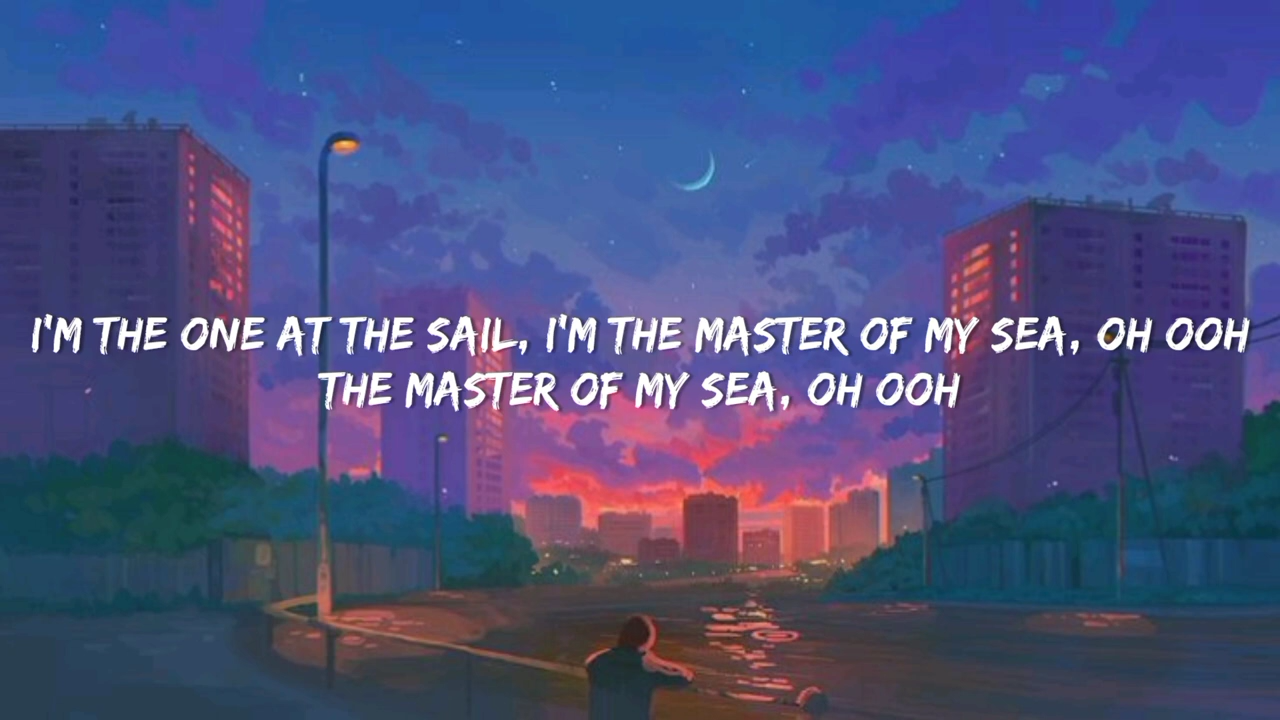 I'M THE ONE AT THE SAIL, I'M THE MASTER OF MY SEA, OH OOH
THE MASTER OF MY SEA, OH OOH